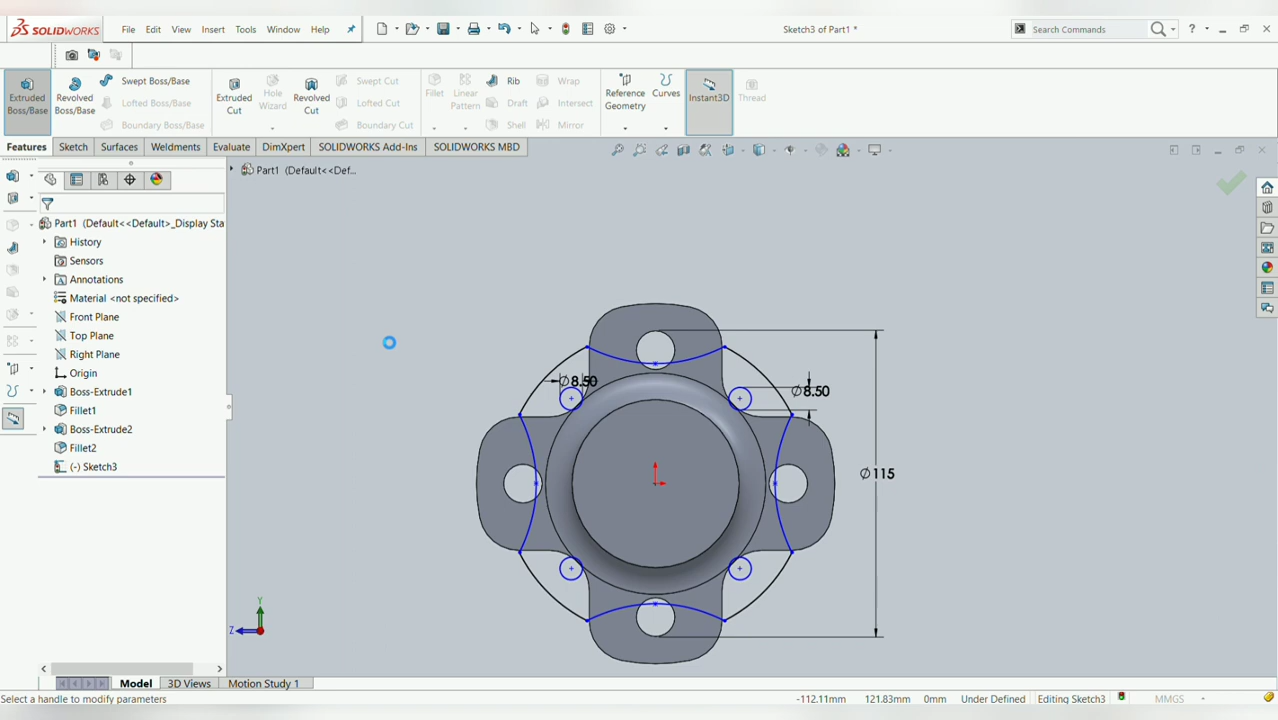 SOLIDWORKS File Edit View Insert Tools Window Help Sketch3 of Part1 * Search Commands ?
Extruded Boss/Base Revolved Boss/Base Swept Boss/Base Lofted Boss/Base Boundary Boss/Base Extruded Cut Hole Wizard Revolved Cut Swept Cut Lofted Cut Boundary Cut Fillet Linear Pattern Rib Draft Shell Wrap Intersect Mirror Reference Geometry Curves Instant3D Thread
Features Sketch Surfaces Weldments Evaluate DimXpert SOLIDWORKS Add-Ins SOLIDWORKS MBD
Part1 (Default<<Def...
Part1 (Default<<Default>_Display Sta
History
Sensors
Annotations
Material <not specified>
Front Plane
Top Plane
Right Plane
Origin
Boss-Extrude1
Fillet1
Boss-Extrude2
Fillet2
(-) Sketch3
Ø8.50
Ø8.50
Ø115
Y
Z
Model 3D Views Motion Study 1
Select a handle to modify parameters -112.11mm 121.83mm 0mm Under Defined Editing Sketch3 MMGS